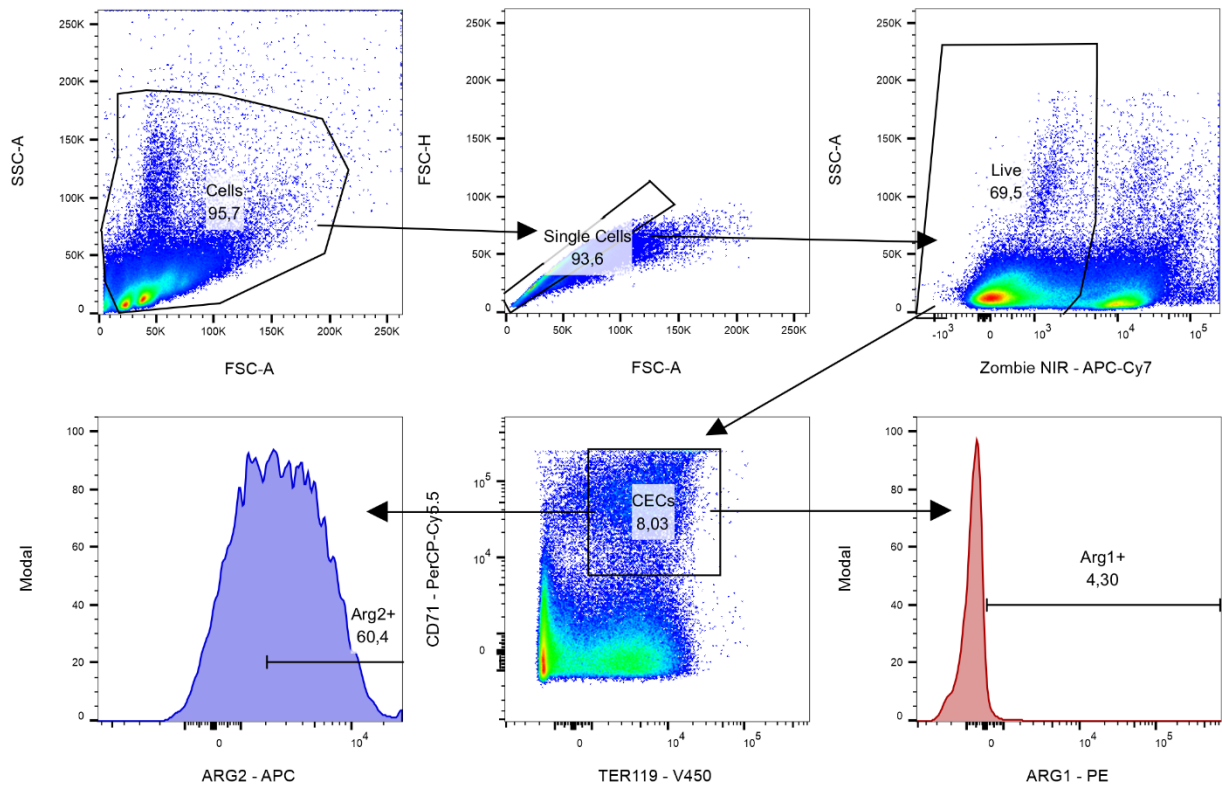 250K
200K
150K
100K
50K
0
SSC-A
Cells
95,7
0
50K
100K
150K
200K
250K
FSC-A
250K
200K
150K
100K
50K
0
FSC-H
Single Cells
93,6
0
50K
100K
150K
200K
250K
FSC-A
250K
200K
150K
100K
50K
0
SSC-A
Live
69,5
-10³
0
10³
10⁴
10⁵
Zombie NIR - APC-Cy7
100
80
60
40
20
0
Modal
Arg2+
60,4
0
10⁴
ARG2 - APC
10⁵
10⁴
0
CD71 - PerCP-Cy5.5
CECs
8,03
0
10⁴
10⁵
TER119 - V450
100
80
60
40
20
0
Modal
Arg1+
4,30
0
10⁴
10⁵
ARG1 - PE